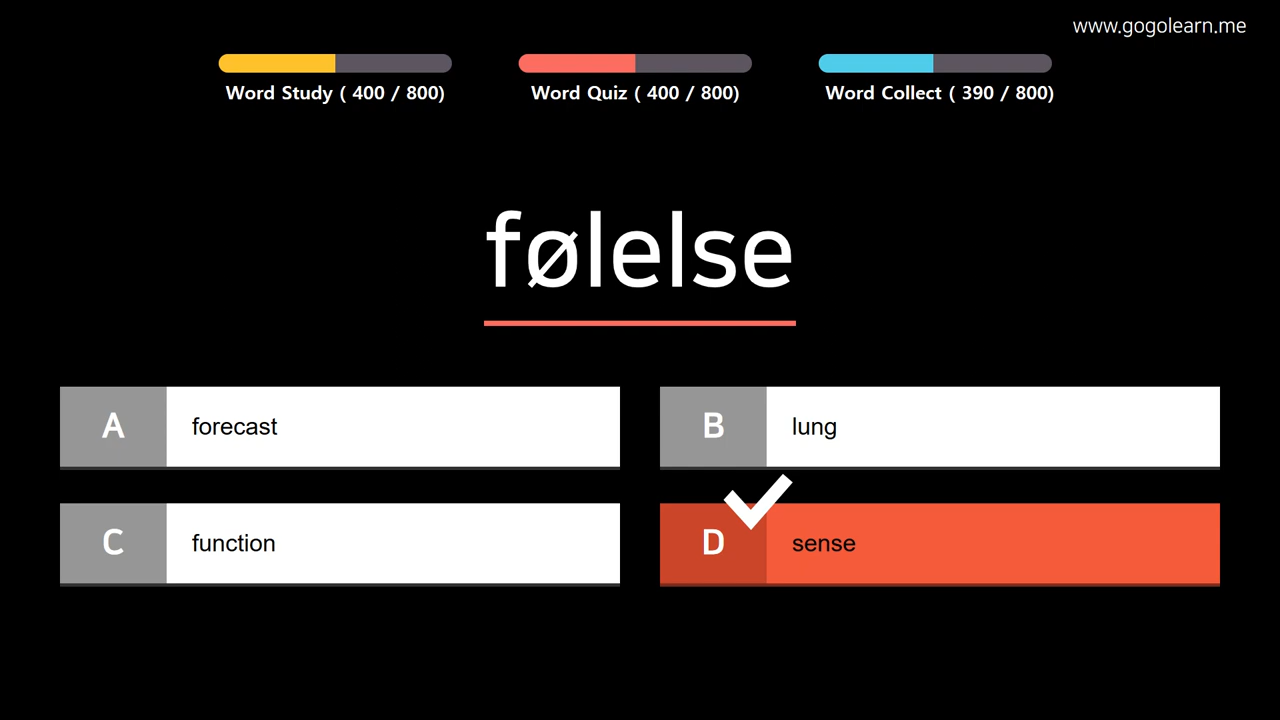 www.gogolearn.me
Word Study ( 400 / 800)
Word Quiz ( 400 / 800)
Word Collect ( 390 / 800)
følelse
A forecast
B lung
C function
D sense